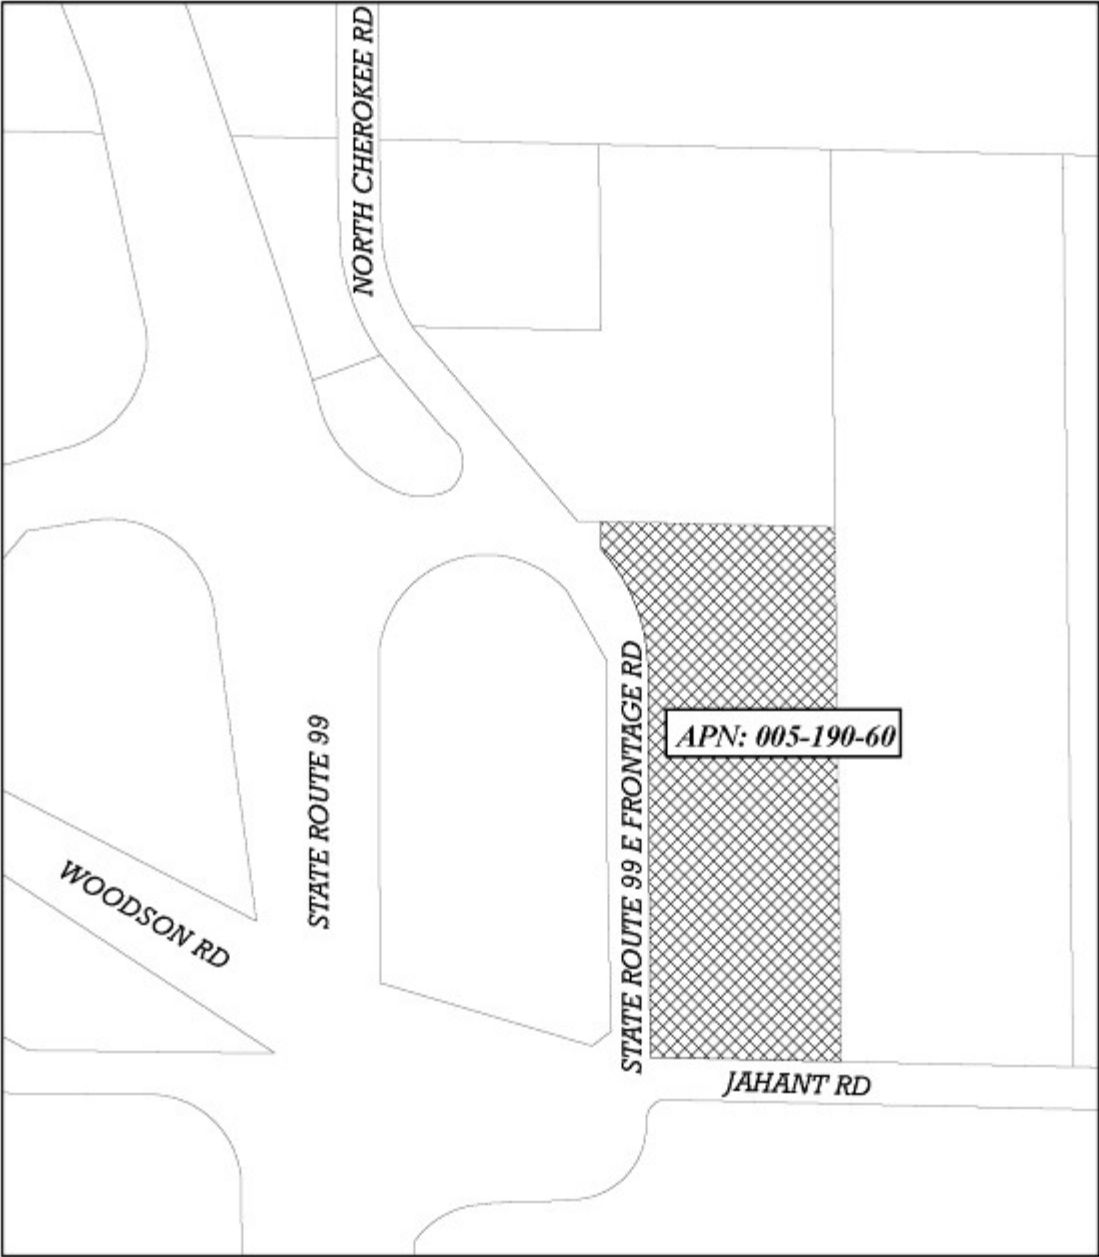 NORTH CHEROKEE RD
STATE ROUTE 99
STATE ROUTE 99 E FRONTAGE RD
APN: 005-190-60
WOODSON RD
JAHANT RD